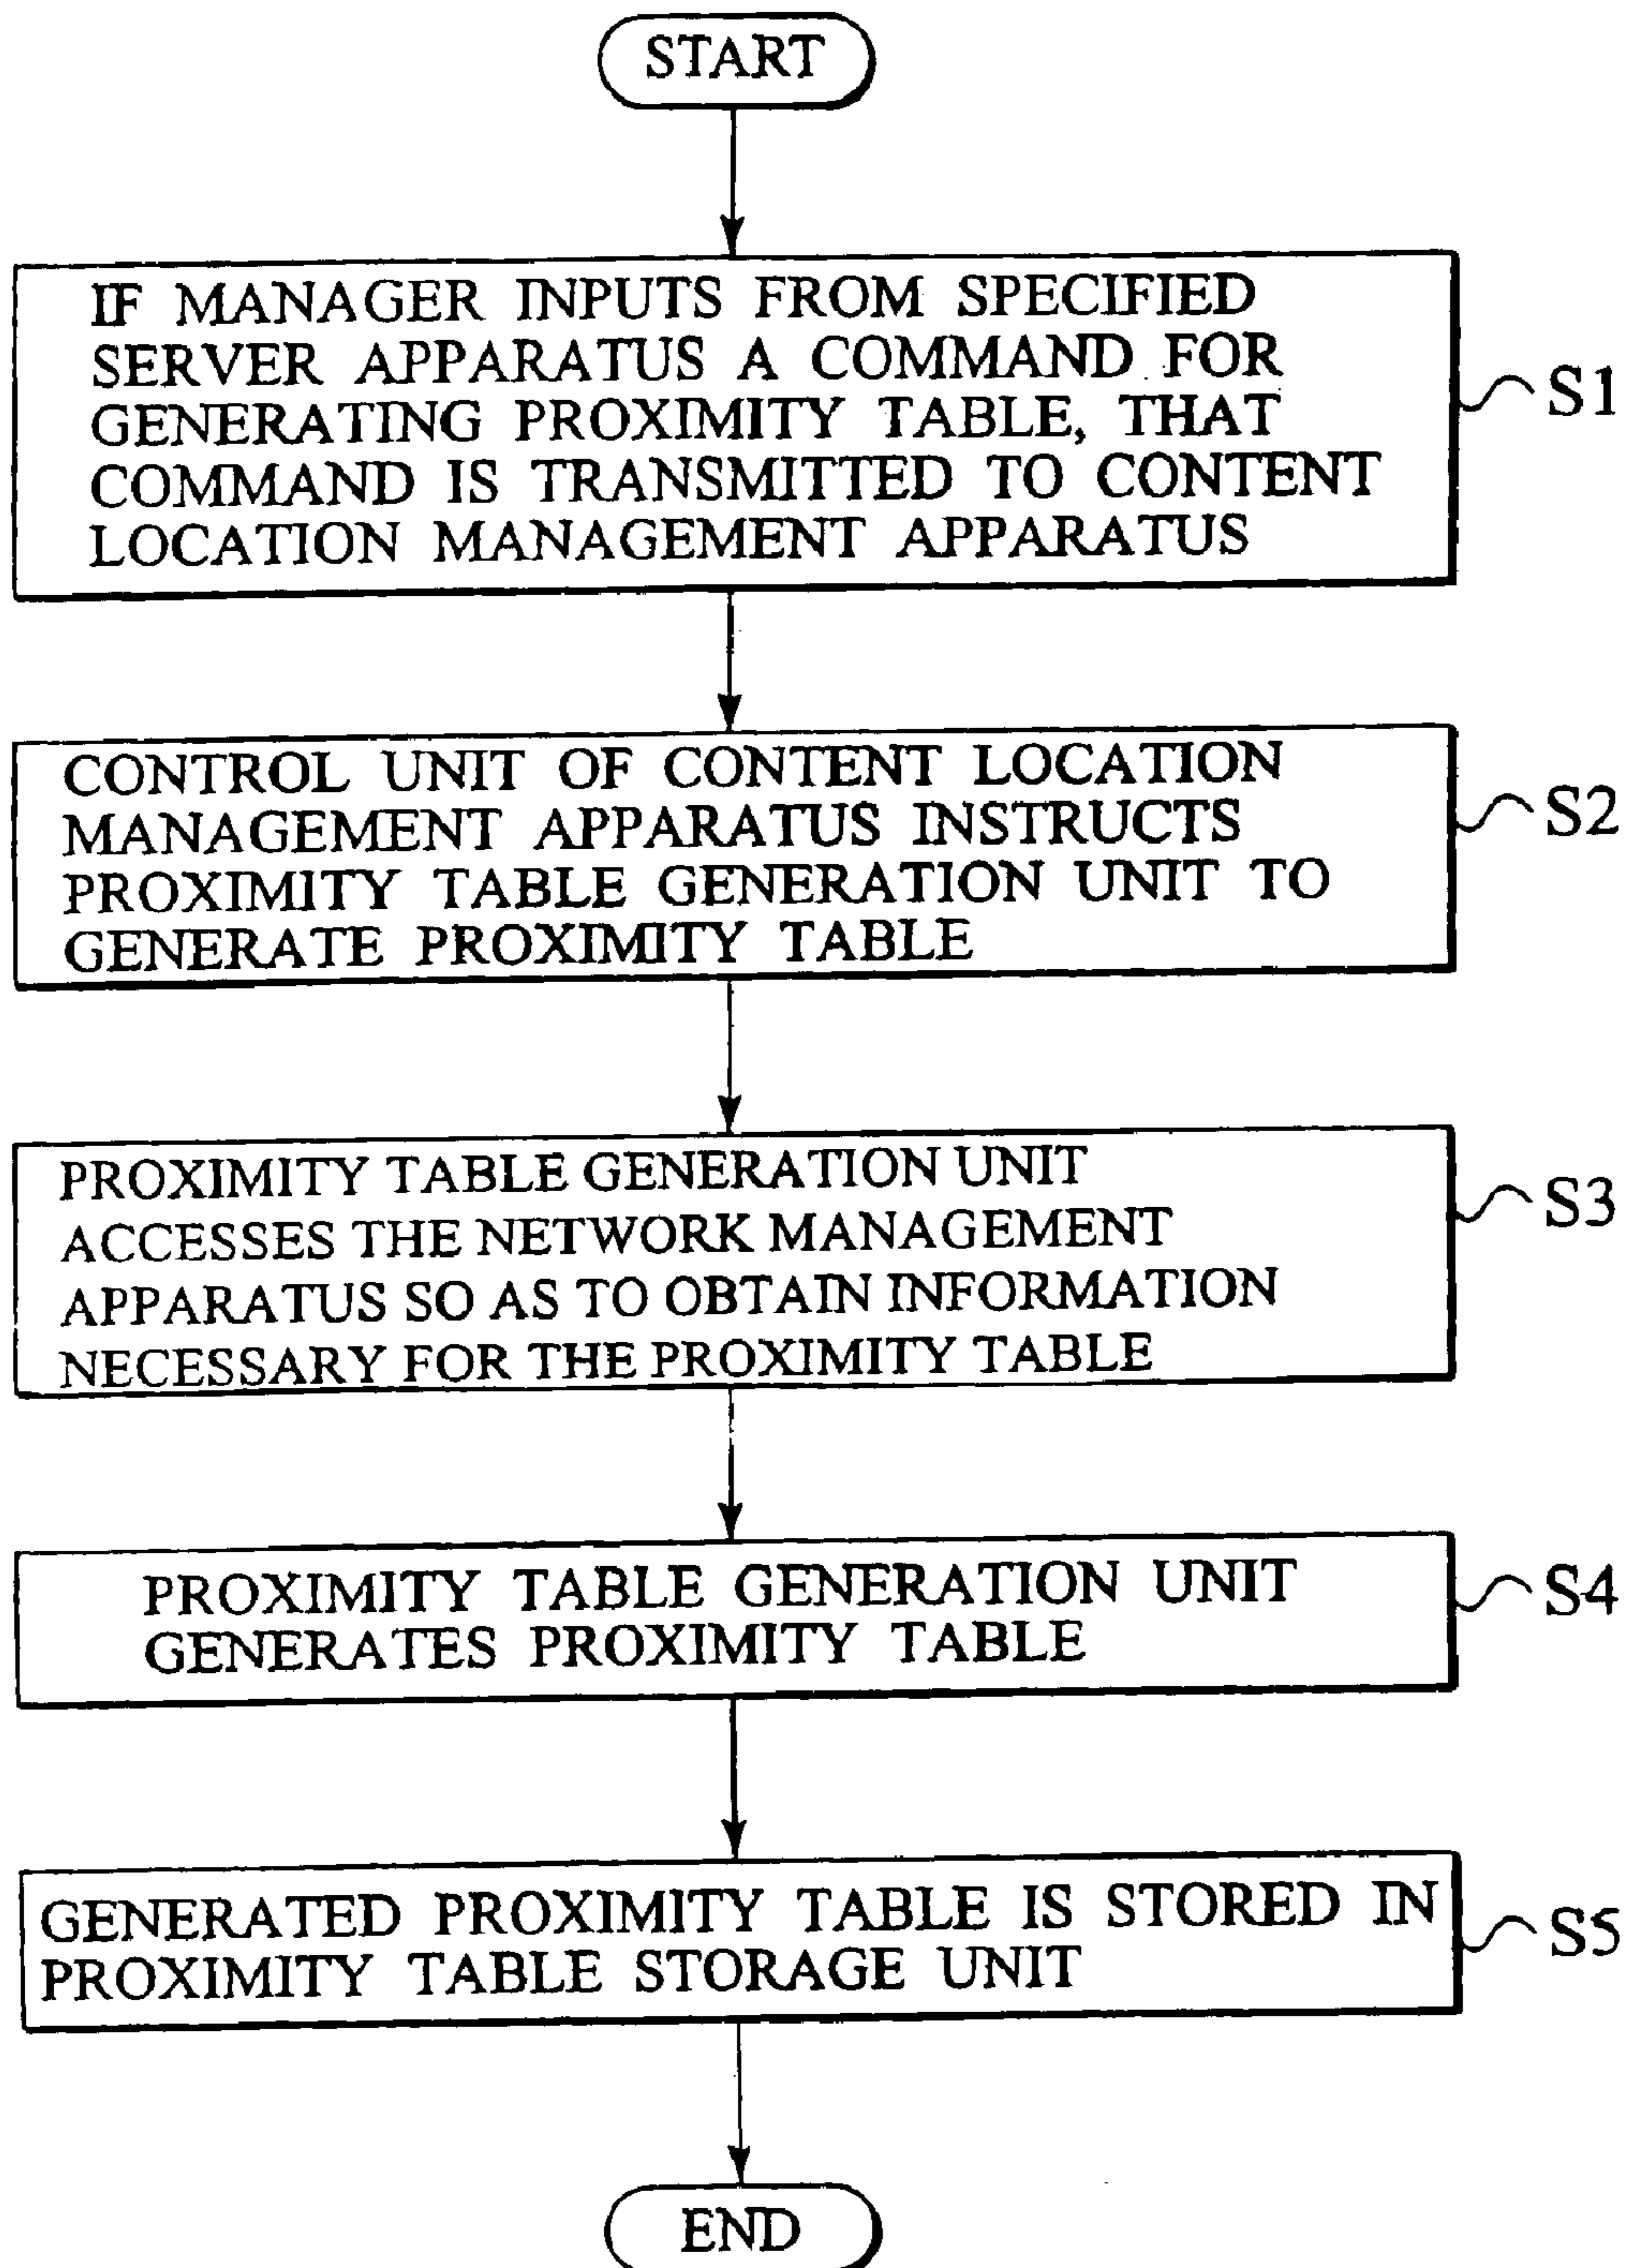 START
IF MANAGER INPUTS FROM SPECIFIED
SERVER APPARATUS A COMMAND FOR
GENERATING PROXIMITY TABLE, THAT
COMMAND IS TRANSMITTED TO CONTENT
LOCATION MANAGEMENT APPARATUS
S1
CONTROL UNIT OF CONTENT LOCATION
MANAGEMENT APPARATUS INSTRUCTS
PROXIMITY TABLE GENERATION UNIT TO
GENERATE PROXIMITY TABLE
S2
PROXIMITY TABLE GENERATION UNIT
ACCESSES THE NETWORK MANAGEMENT
APPARATUS SO AS TO OBTAIN INFORMATION
NECESSARY FOR THE PROXIMITY TABLE
S3
PROXIMITY TABLE GENERATION UNIT
GENERATES PROXIMITY TABLE
S4
GENERATED PROXIMITY TABLE IS STORED IN
PROXIMITY TABLE STORAGE UNIT
S5
END